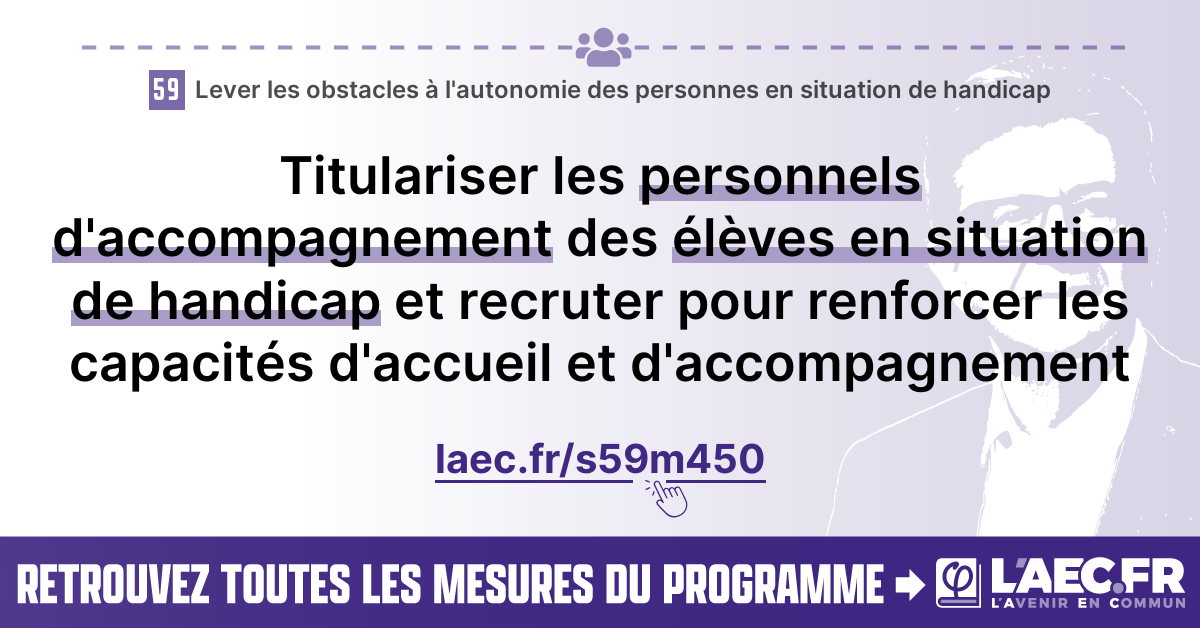 59 Lever les obstacles à l'autonomie des personnes en situation de handicap
Titulariser les personnels
d'accompagnement des élèves en situation
de handicap et recruter pour renforcer les
capacités d'accueil et d'accompagnement
laec.fr/s59m450
RETROUVEZ TOUTES LES MESURES DU PROGRAMME
φ L'AEC.FR
L'AVENIR EN COMMUN